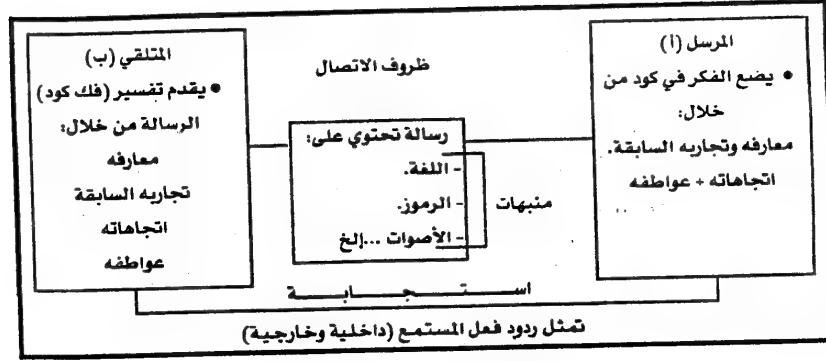 المرسل (أ)
• يضع الفكر في كود من
خلال:
معارفه وتجاربه السابقة.
اتجاهاته + عواطفه
ظروف الاتصال
رسالة تحتوي على:
- اللغة.
- الرموز.
- الأصوات ...إلخ
منبهات
المتلقي (ب)
• يقدم تفسير (فك كود)
الرسالة من خلال:
معارفه
تجاربه السابقة
اتجاهاته
عواطفه
اســتــجــابــة
تمثل ردود فعل المستمع (داخلية وخارجية)